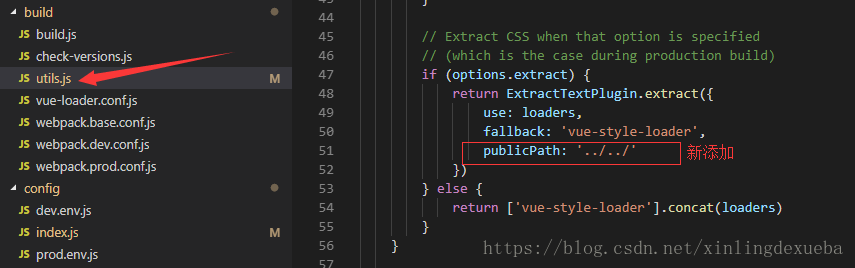 build
JS build.js
JS check-versions.js
JS utils.js M
JS vue-loader.conf.js
JS webpack.base.conf.js
JS webpack.dev.conf.js
JS webpack.prod.conf.js
config
JS dev.env.js
JS index.js M
JS prod.env.js
43 }
44
45 // Extract CSS when that option is specified
46 // (which is the case during production build)
47 if (options.extract) {
48 return ExtractTextPlugin.extract({
49 use: loaders,
50 fallback: 'vue-style-loader',
51 publicPath: '../../' 新添加
52 })
53 } else {
54 return ['vue-style-loader'].concat(loaders)
55 }
56 }
57
https://blog.csdn.net/xinlingdexueba